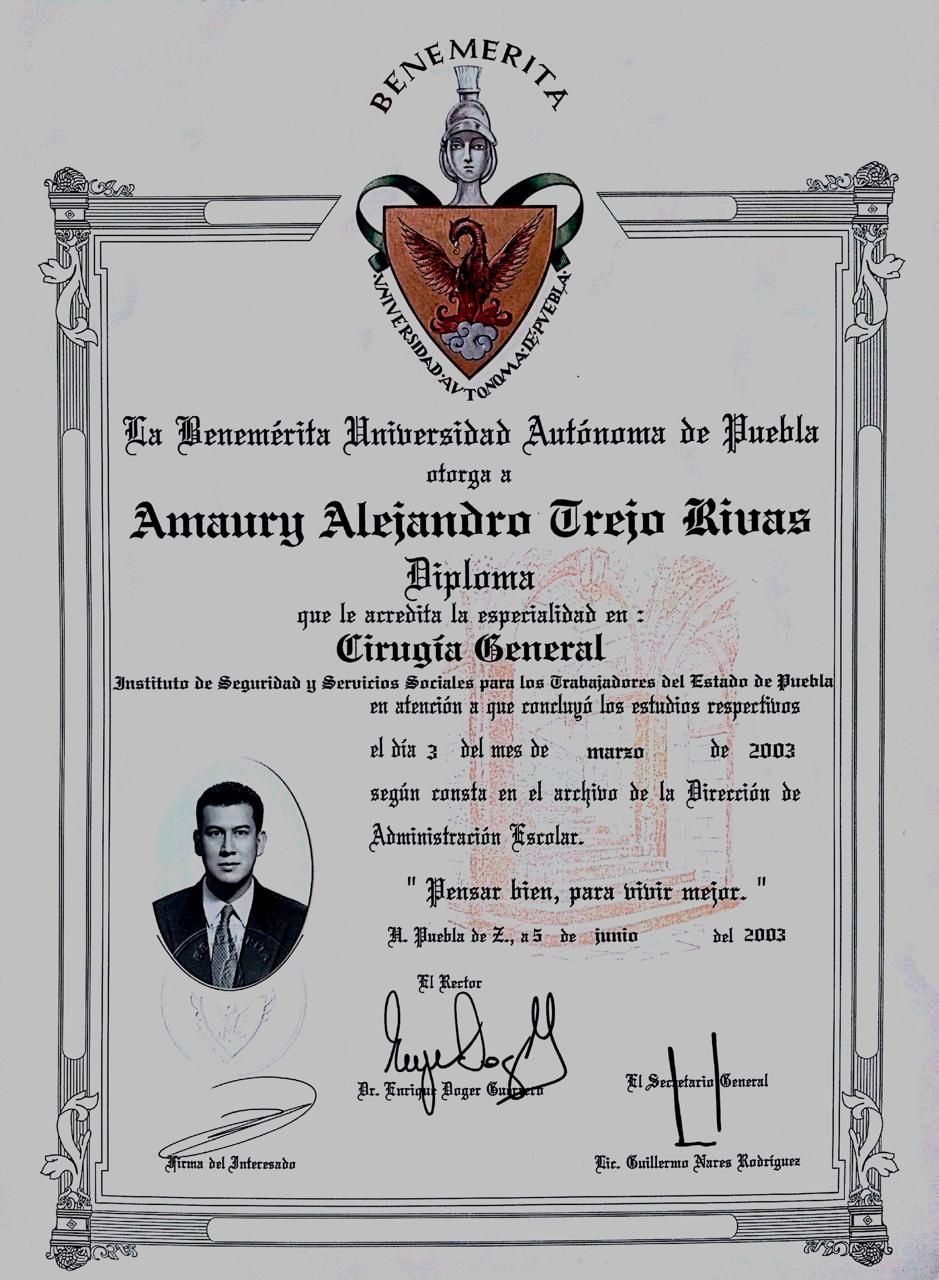 BENEMERITA
·UNIVERSIDAD·AVTONOMA·DE·PVEBLA·
La Benemérita Universidad Autónoma de Puebla
otorga a
Amaury Alejandro Trejo Rivas
Diploma
que le acredita la especialidad en :
Cirugía General
Instituto de Seguridad y Servicios Sociales para los Trabajadores del Estado de Puebla
en atención a que concluyó los estudios respectivos
el día 3 del mes de marzo de 2003
según consta en el archivo de la Dirección de
Administración Escolar.
" Pensar bien, para vivir mejor. "
H. Puebla de Z., a 5 de junio del 2003
El Rector
Dr. Enrique Doger Guerrero
El Secretario General
Firma del Interesado
Lic. Guillermo Nares Rodríguez